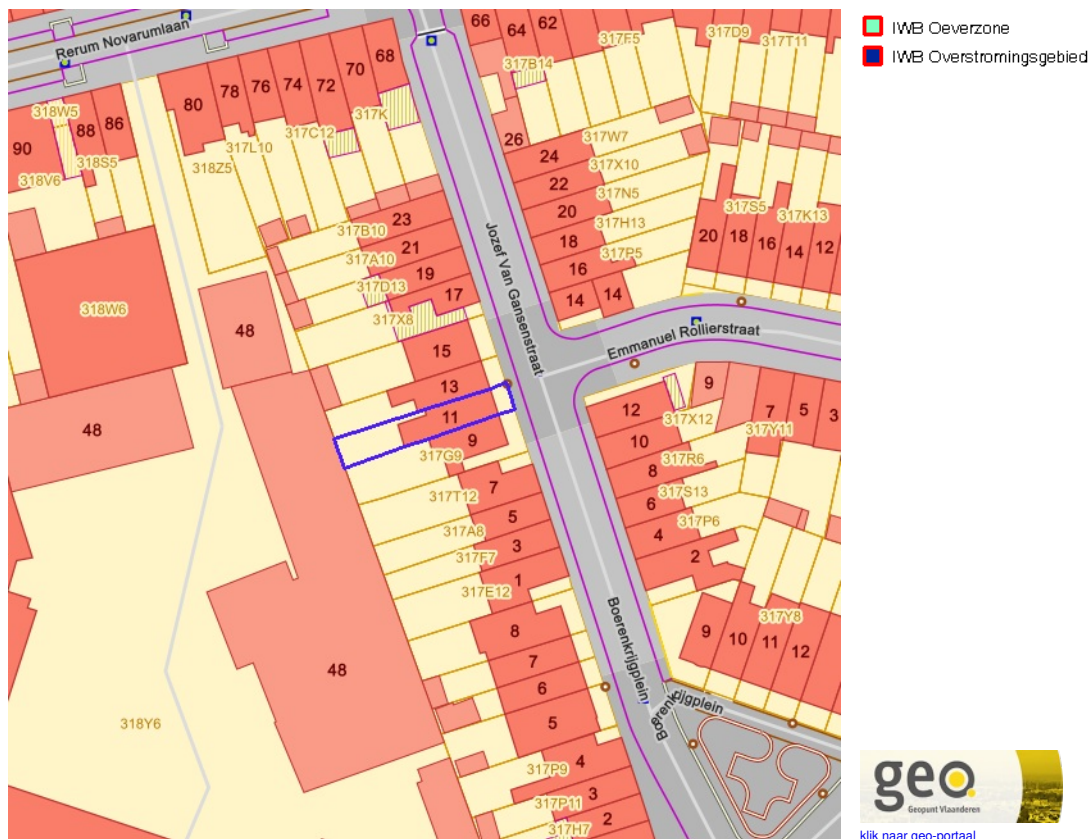 Rerum Novarumlaan
66
64
62
317F5
317D9
317T11
68
70
72
74
76
78
80
317B14
317K
317C12
317L10
318Z5
318W5
88
86
90
318S5
318V6
26
24
317W7
317X10
22
317N5
20
317H13
18
317P5
16
14
14
317S5
317K13
20
18
16
14
12
23
317B10
21
317A10
19
317D13
17
317X8
15
13
11
9
317G9
Jozef Van Gansenstraat
Emmanuel Rollierstraat
318W6
48
48
48
318Y6
7
317T12
5
317A8
3
317F7
1
317E12
8
7
6
5
4
317P9
3
317P11
2
317H7
12
317X12
10
317R6
8
317S13
6
317P6
4
2
9
7
5
3
317Y11
317Y8
9
10
11
12
Boerenkrijgplein
Boerenkrijgplein
IWB Oeverzone
IWB Overstromingsgebied
geo
Geopunt Vlaanderen
klik naar geo-portaal